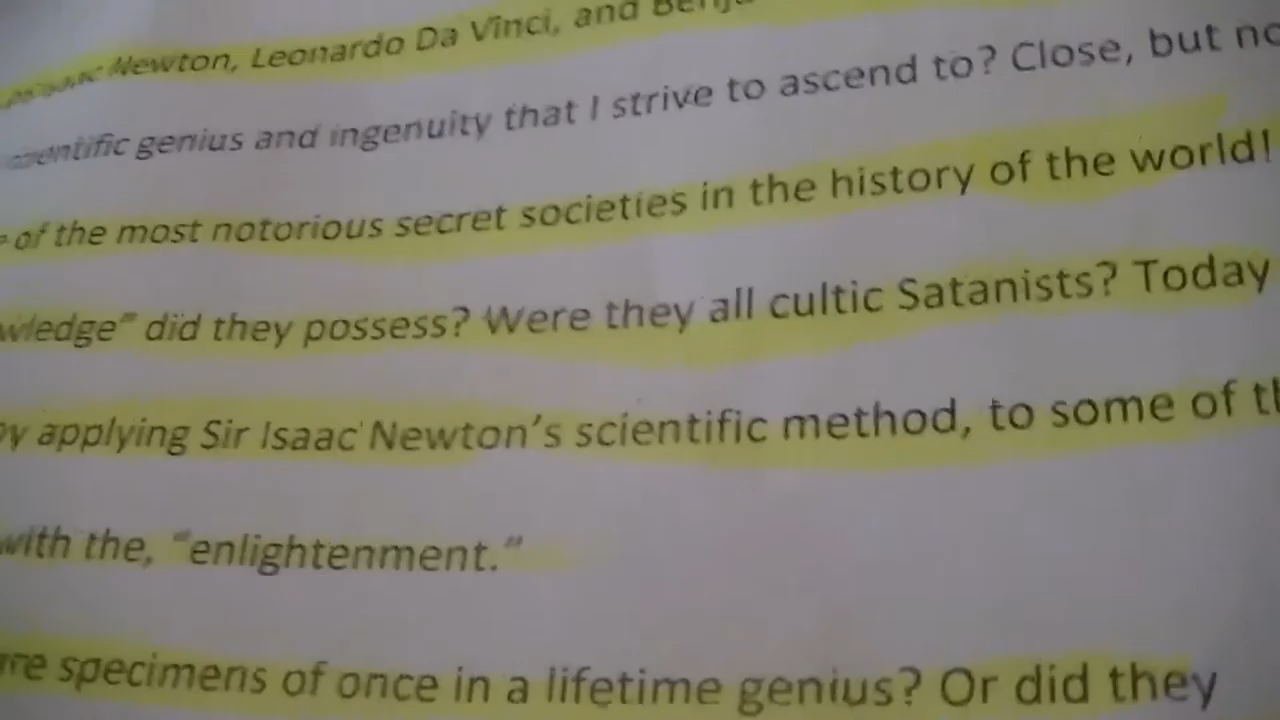 Newton, Leonardo Da Vinci, and
genius and ingenuity that I strive to ascend to? Close, but
of the most notorious secret societies in the history of the world!
did they possess? Were they all cultic Satanists? Today
applying Sir Isaac Newton's scientific method, to some of
with the, "enlightenment."
specimens of once in a lifetime genius? Or did they